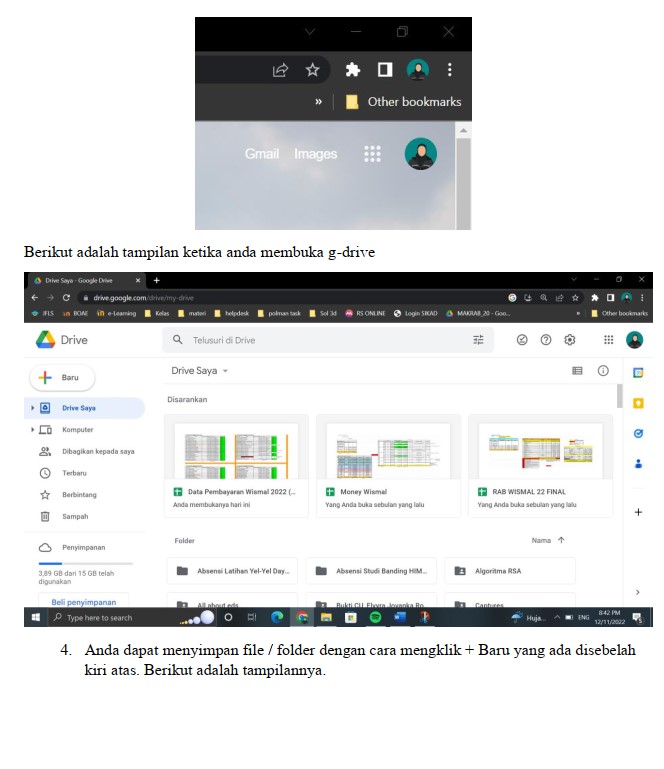 Other bookmarks
Gmail Images
Berikut adalah tampilan ketika anda membuka g-drive
Drive Saya - Google Drive
drive.google.com/drive/my-drive
JFLS BOAE e-Learning Kelas materi helpdesk polman task Sol 3d RS ONLINE Login SIKAD MAKRAB_20 - Goo... Other bookmarks
Drive
Telusuri di Drive
Baru
Drive Saya
Komputer
Dibagikan kepada saya
Terbaru
Berbintang
Sampah
Penyimpanan
3,89 GB dari 15 GB telah
digunakan
Beli penyimpanan
Drive Saya
Disarankan
Data Pembayaran Wismal 2022 (...
Anda membukanya hari ini
Money Wismal
Yang Anda buka sebulan yang lalu
RAB WISMAL 22 FINAL
Yang Anda buka sebulan yang lalu
Folder
Nama
Absensi Latihan Yel-Yel Day...
Absensi Studi Banding HIM...
Algoritma RSA
All about eds
Bukti CU Elvyra Jovanka Ro...
Captures
Type here to search
Huja...
ENG
8:42 PM
12/11/2022
4. Anda dapat menyimpan file / folder dengan cara mengklik + Baru yang ada disebelah
kiri atas. Berikut adalah tampilannya.